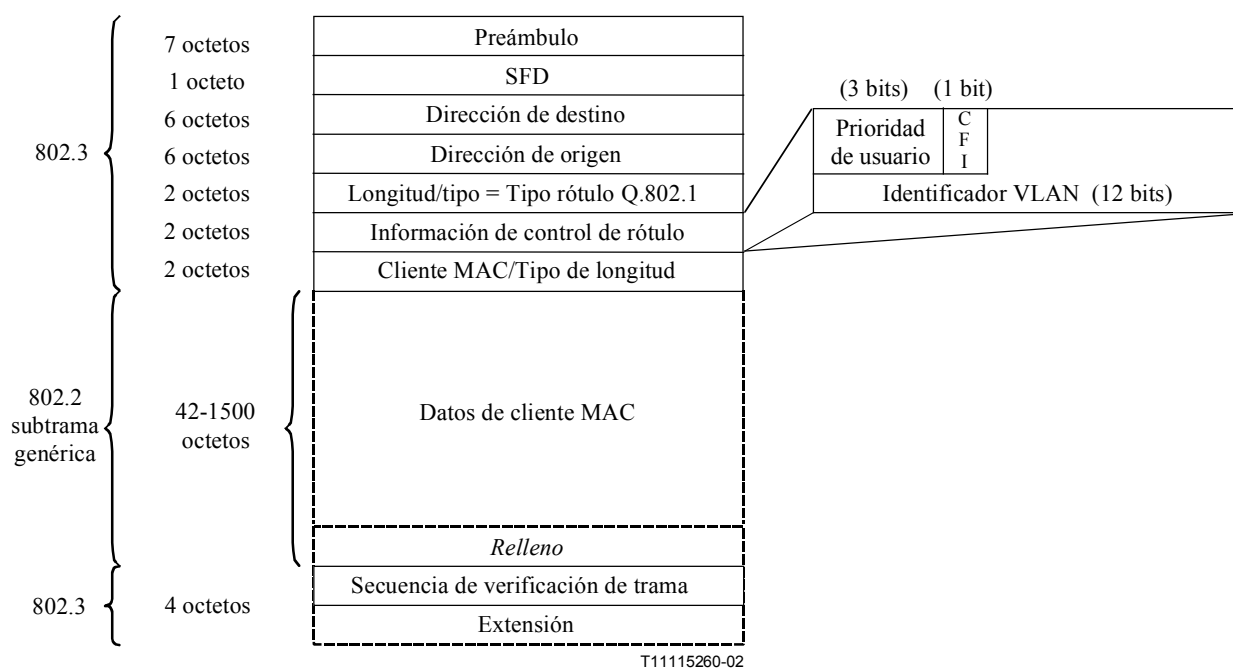 7 octetos
Preámbulo
1 octeto
SFD
6 octetos
Dirección de destino
802.3
6 octetos
Dirección de origen
2 octetos
Longitud/tipo = Tipo rótulo Q.802.1
2 octetos
Información de control de rótulo
2 octetos
Cliente MAC/Tipo de longitud
(3 bits) (1 bit)
Prioridad
de usuario
C
F
I
Identificador VLAN (12 bits)
802.2
subtrama
genérica
42-1500
octetos
Datos de cliente MAC
Relleno
802.3
4 octetos
Secuencia de verificación de trama
Extensión
T11115260-02